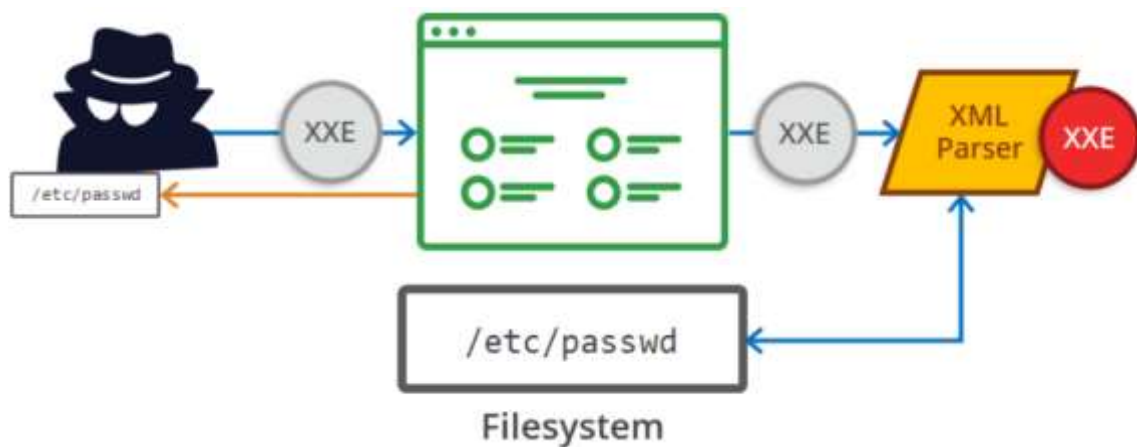 XXE
XXE
XML
Parser
XXE
/etc/passwd
/etc/passwd
Filesystem